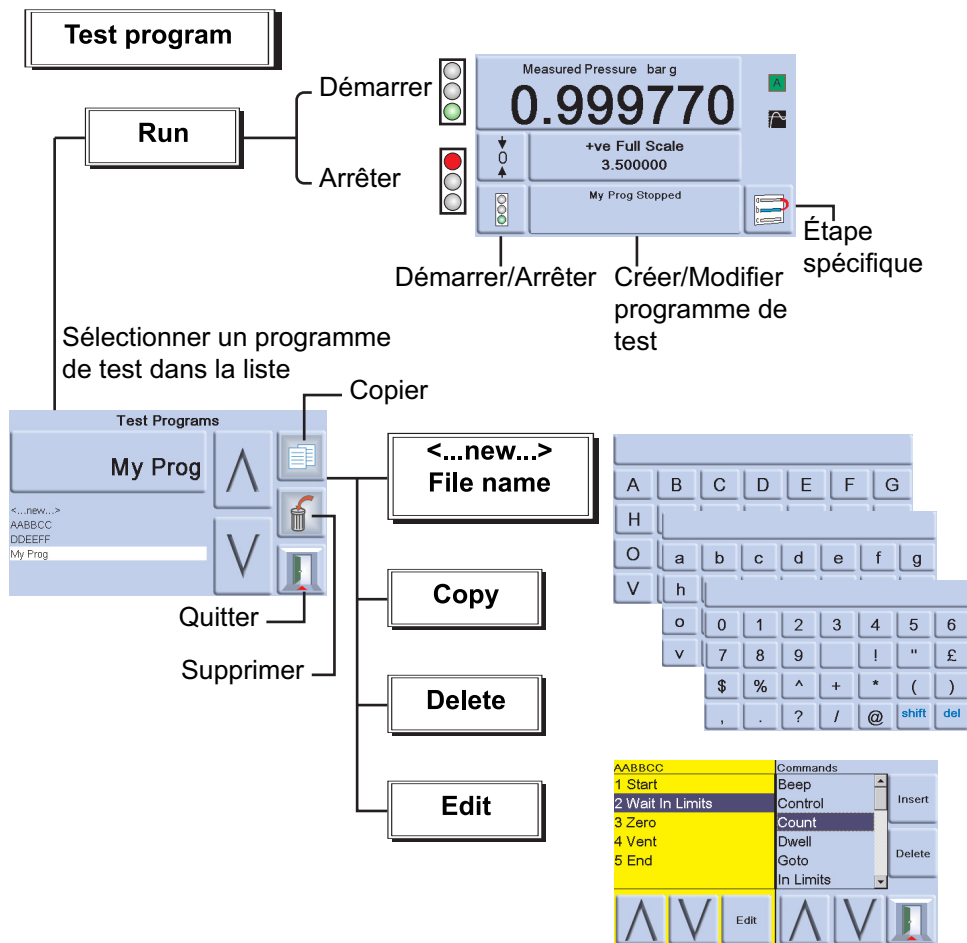 Test program
Run
Démarrer
Arrêter
Measured Pressure bar g
0.999770
A
0
+ve Full Scale
3.500000
My Prog Stopped
Démarrer/Arrêter
Créer/Modifier
programme de
test
Étape
spécifique
Sélectionner un programme
de test dans la liste
Copier
Test Programs
My Prog
<...new...>
AABBCC
DDEEFF
My Prog
Quitter
Supprimer
<...new...>
File name
Copy
Delete
Edit
A B C D E F G
H
O
V
a b c d e f g
h
o
v
0 1 2 3 4 5 6
7 8 9 ! " £
$ % ^ + * ( )
, . ? / @ shift del
AABBCC
1 Start
2 Wait In Limits
3 Zero
4 Vent
5 End
Edit
Commands
Beep
Control
Count
Dwell
Goto
In Limits
Insert
Delete